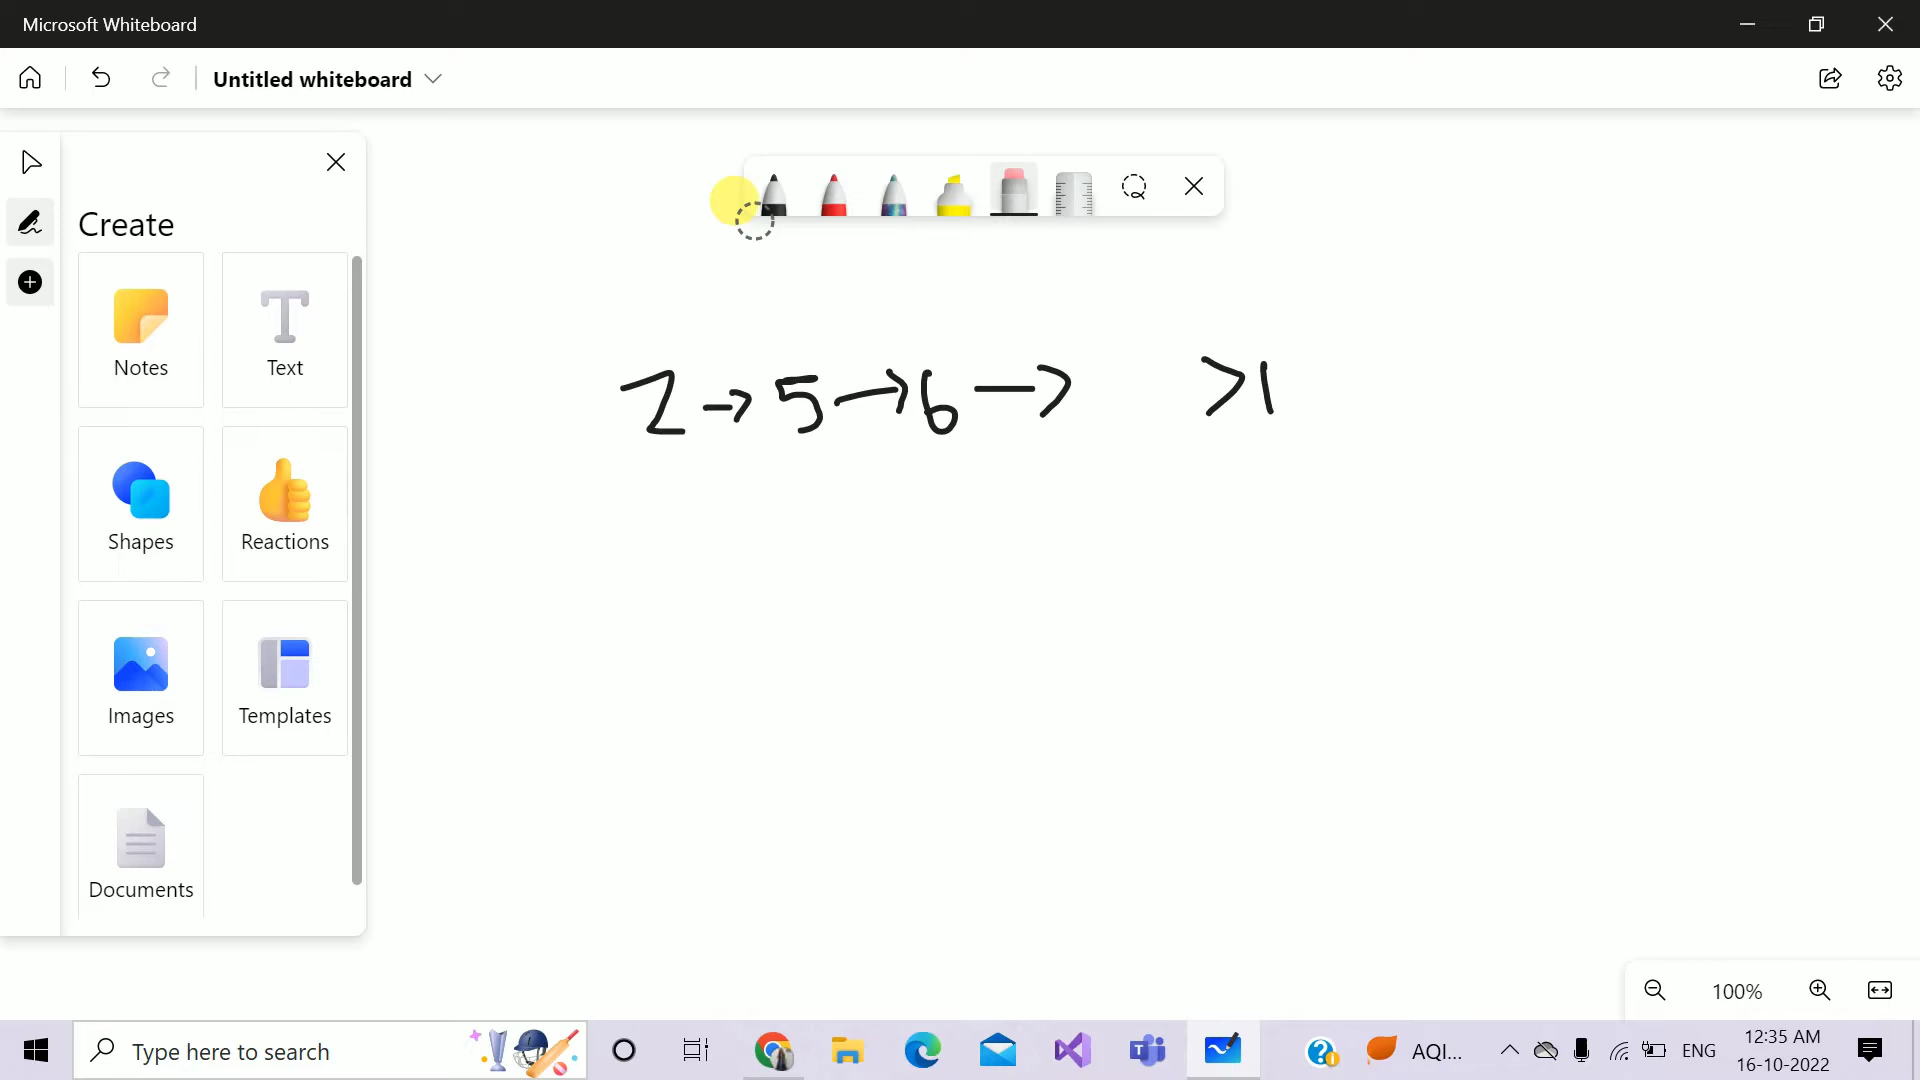 Microsoft Whiteboard
Untitled whiteboard
Create
Notes
Text
2 → 5 → 6 → > 1
Shapes
Reactions
Images
Templates
Documents
100%
Type here to search
AQI...
ENG
12:35 AM
16-10-2022